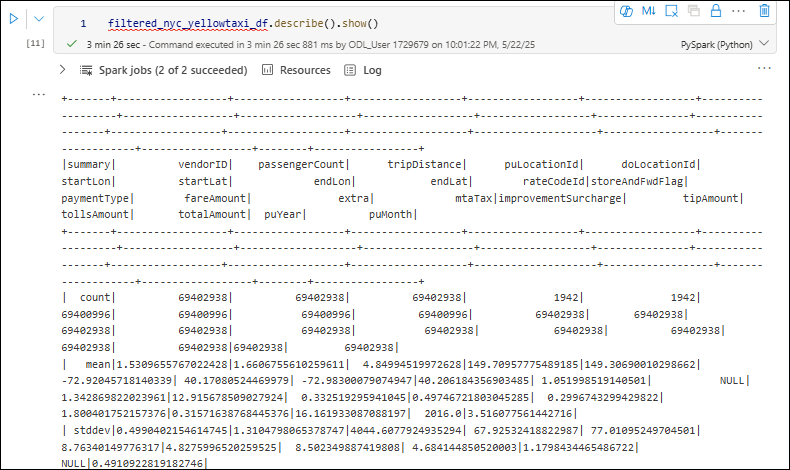 1 filtered_nyc_yellowtaxi_df.describe().show()
[11] 3 min 26 sec - Command executed in 3 min 26 sec 881 ms by ODL_User 1729679 on 10:01:22 PM, 5/22/25 PySpark (Python)
Spark jobs (2 of 2 succeeded) Resources Log
+-------+------------------+------------------+------------------+------------------+------------------+----------
--------+------------------+------------------+------------------+------------------+---------------+-------------
-----+------------------+-------------------+-------------------+---------------------+------------------+---------
---------+------------------+--------+-----------------+
|summary| vendorID| passengerCount| tripDistance| puLocationId| doLocationId|
startLon| startLat| endLon| endLat| rateCodeId|storeAndFwdFlag|
paymentType| fareAmount| extra| mtaTax|improvementSurcharge| tipAmount|
tollsAmount| totalAmount| puYear| puMonth|
+-------+------------------+------------------+------------------+------------------+------------------+----------
--------+------------------+------------------+------------------+------------------+---------------+-------------
-----+------------------+-------------------+-------------------+---------------------+------------------+---------
---------+------------------+--------+-----------------+
| count| 69402938| 69402938| 69402938| 1942| 1942|
69400996| 69400996| 69400996| 69400996| 69402938| 69402938|
69402938| 69402938| 69402938| 69402938| 69402938| 69402938|
69402938| 69402938|69402938| 69402938|
| mean|1.5309655767022428|1.6606755610259611| 4.84994519972628|149.70957775489185|149.30690010298662|
-72.92045718140339| 40.17080524469979| -72.98300079074947|40.206184356903485| 1.051998519140501| NULL|
1.342869822023961|12.915678509027924| 0.332519295941045|0.49746721803045285| 0.2996743299429822|
1.800401752157376| 0.31571638768445376|16.161933087088197| 2016.0|3.516077561442716|
| stddev|0.4990402154614745|1.3104798065378747|4044.6077924935294| 67.92532418822987| 77.01095249704501|
8.76340149776317|4.8275996520259525| 8.502349887419808| 4.684144850520003|1.1798434465486722|
NULL|0.4910922819182746|